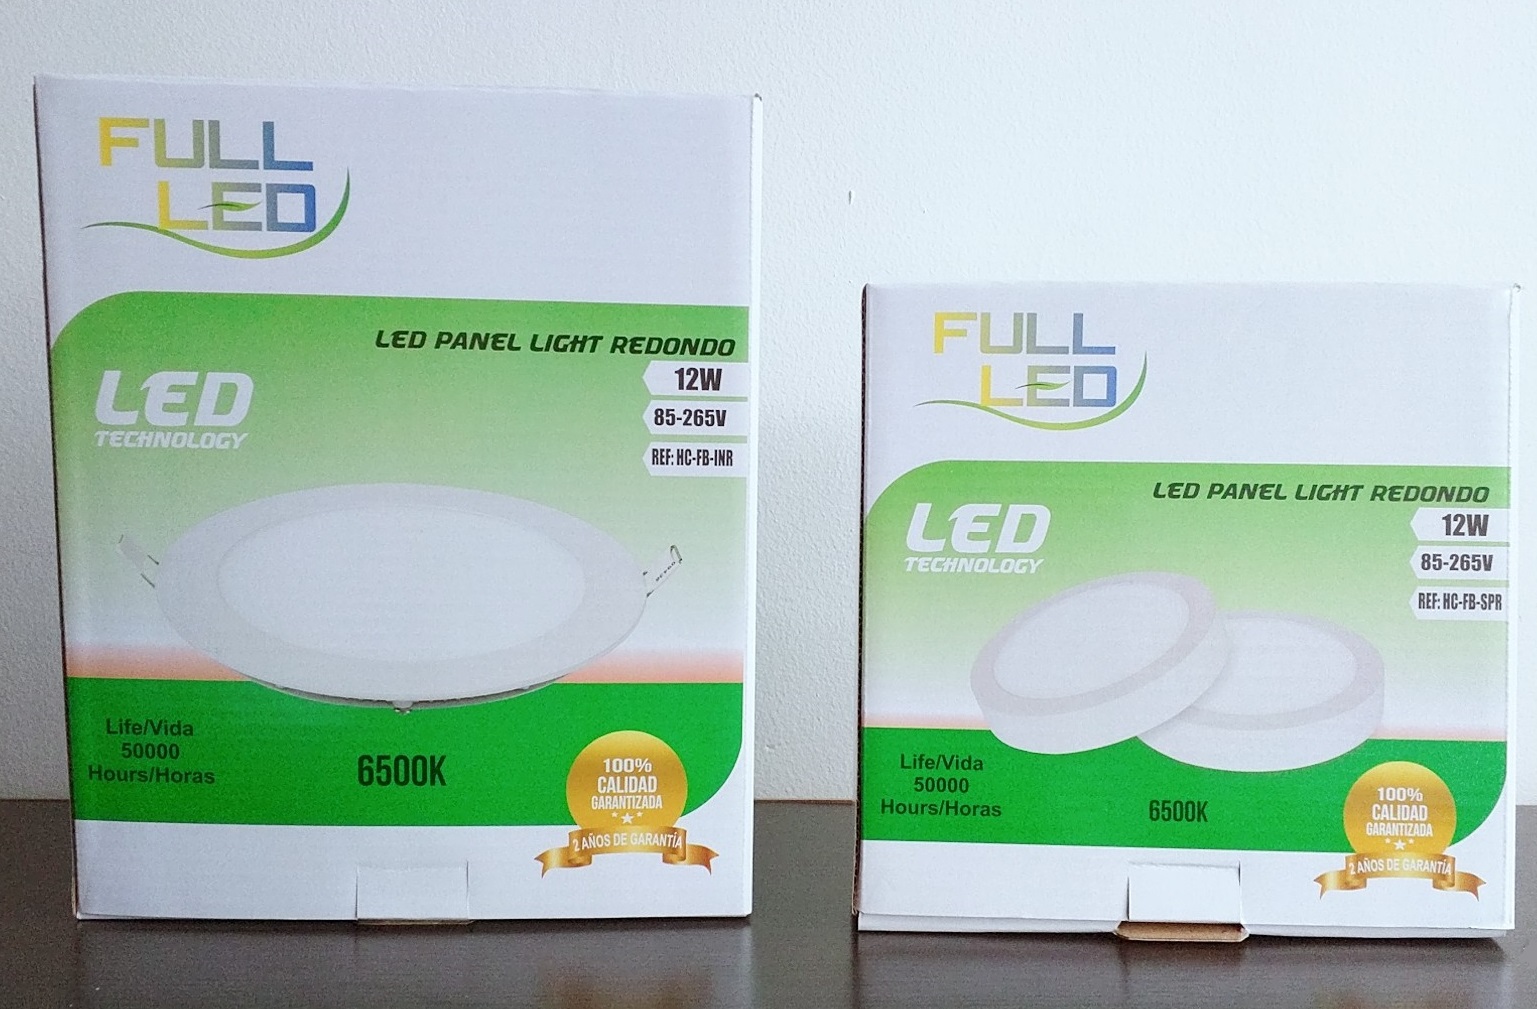 FULL
LED
LED PANEL LIGHT REDONDO
12W
85-265V
REF: HC-FB-INR
LED
TECHNOLOGY
Life/Vida
50000
Hours/Horas
6500K
100%
CALIDAD
GARANTIZADA
2 AÑOS DE GARANTÍA
FULL
LED
LED PANEL LIGHT REDONDO
12W
85-265V
REF: HC-FB-SPR
LED
TECHNOLOGY
Life/Vida
50000
Hours/Horas
6500K
100%
CALIDAD
GARANTIZADA
2 AÑOS DE GARANTÍA